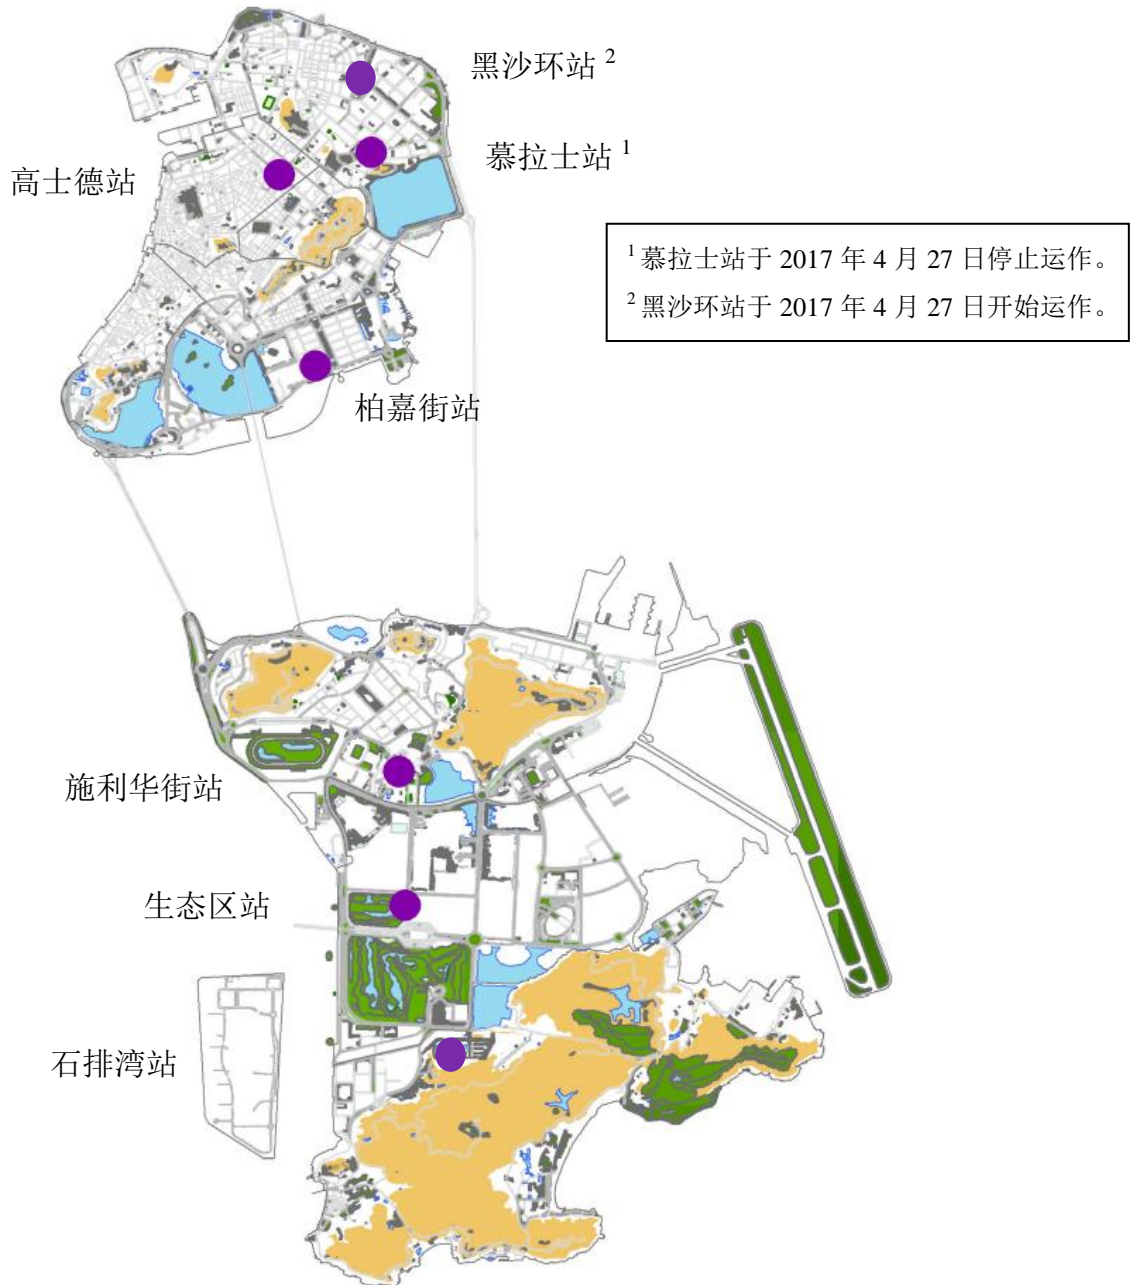 黑沙环站 2
慕拉士站 1
高士德站
1 慕拉士站于 2017 年 4 月 27 日停止运作。
2 黑沙环站于 2017 年 4 月 27 日开始运作。
柏嘉街站
施利华街站
生态区站
石排湾站